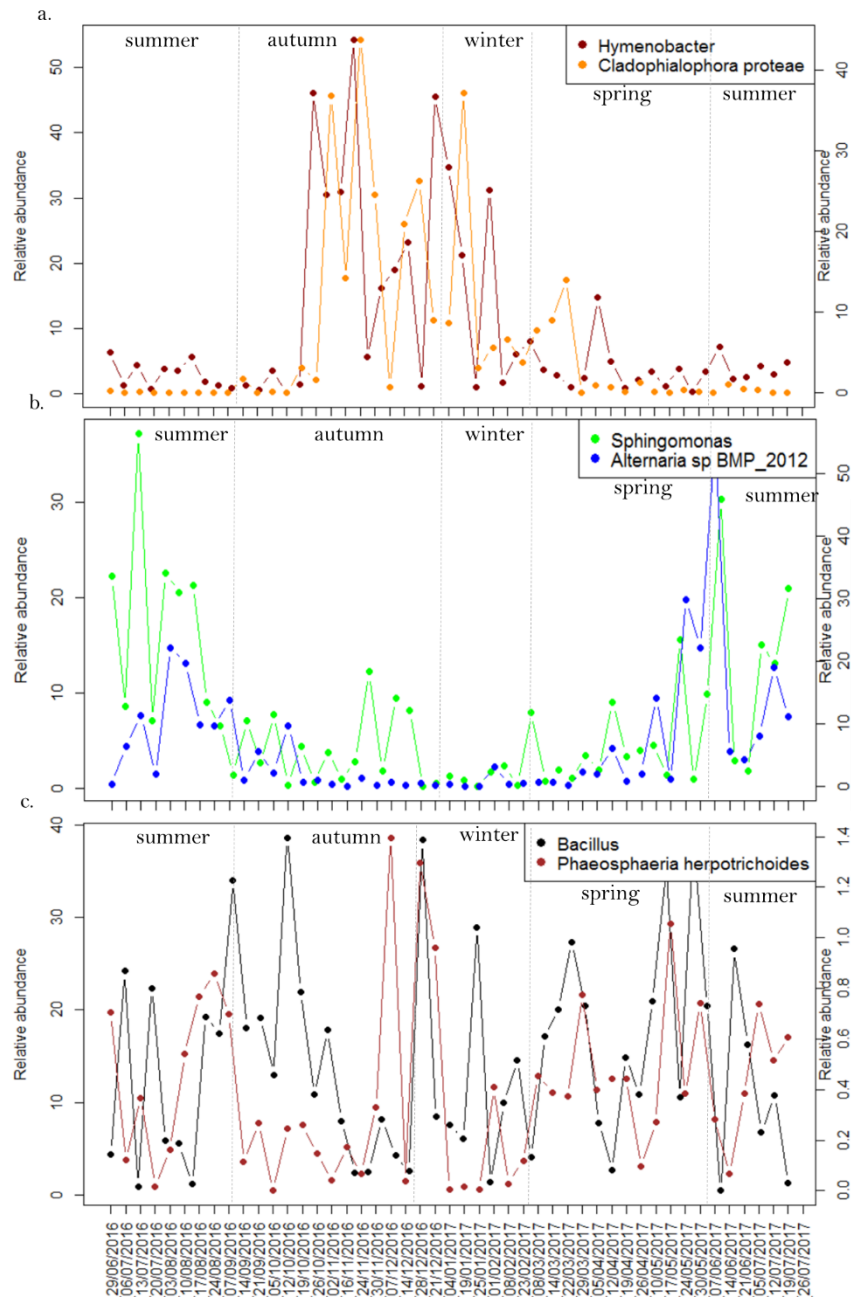 a.
summer autumn winter
Hymenobacter
Cladophialophora proteae
spring summer
Relative abundance
0 10 20 30 40 50
Relative abundance
0 10 20 30 40
b.
summer autumn winter
Sphingomonas
Alternaria sp BMP_2012
spring summer
Relative abundance
0 10 20 30
Relative abundance
0 10 20 30 40 50
c.
summer autumn winter
Bacillus
Phaeosphaeria herpotrichoides
spring summer
Relative abundance
0 10 20 30 40
Relative abundance
0.0 0.2 0.4 0.6 0.8 1.0 1.2 1.4
29/06/2016
06/07/2016
13/07/2016
20/07/2016
03/08/2016
10/08/2016
17/08/2016
24/08/2016
07/09/2016
14/09/2016
21/09/2016
05/10/2016
12/10/2016
19/10/2016
26/10/2016
02/11/2016
16/11/2016
24/11/2016
30/11/2016
07/12/2016
14/12/2016
28/12/2016
21/12/2016
04/01/2017
19/01/2017
25/01/2017
01/02/2017
08/02/2017
23/02/2017
08/03/2017
14/03/2017
22/03/2017
29/03/2017
05/04/2017
12/04/2017
19/04/2017
26/04/2017
10/05/2017
17/05/2017
24/05/2017
30/05/2017
07/06/2017
14/06/2017
21/06/2017
05/07/2017
12/07/2017
19/07/2017
26/07/2017